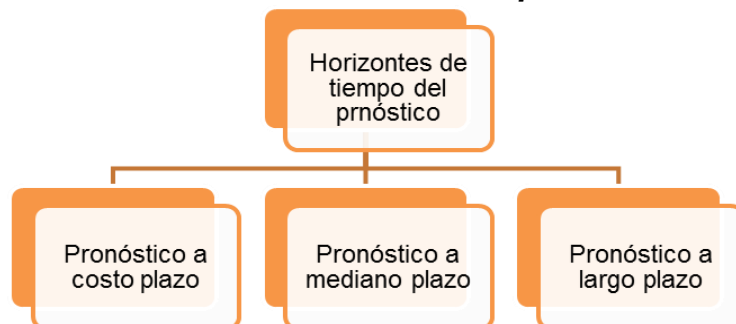 Horizontes de
tiempo del
prnóstico
Pronóstico a
costo plazo
Pronóstico a
mediano plazo
Pronóstico a
largo plazo